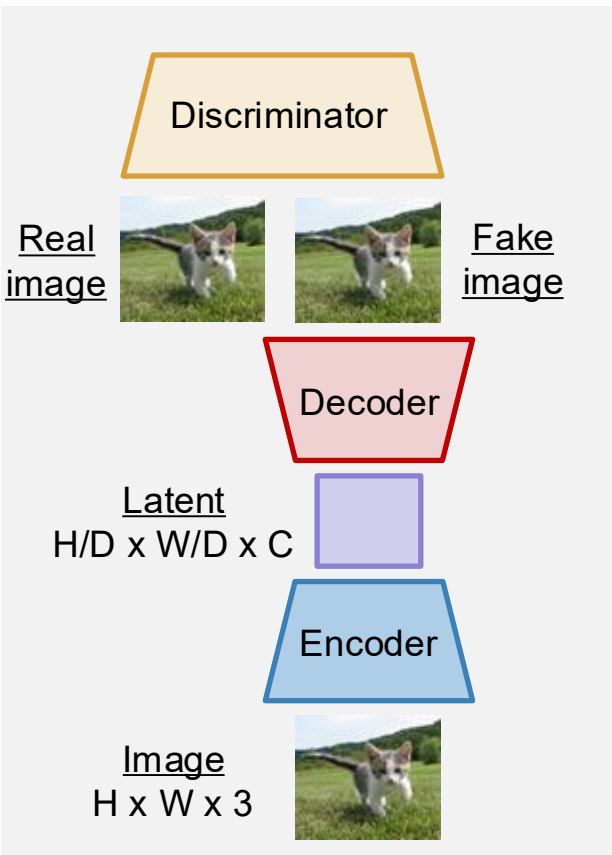 Discriminator
Real
image
Fake
image
Decoder
Latent
H/D x W/D x C
Encoder
Image
H x W x 3